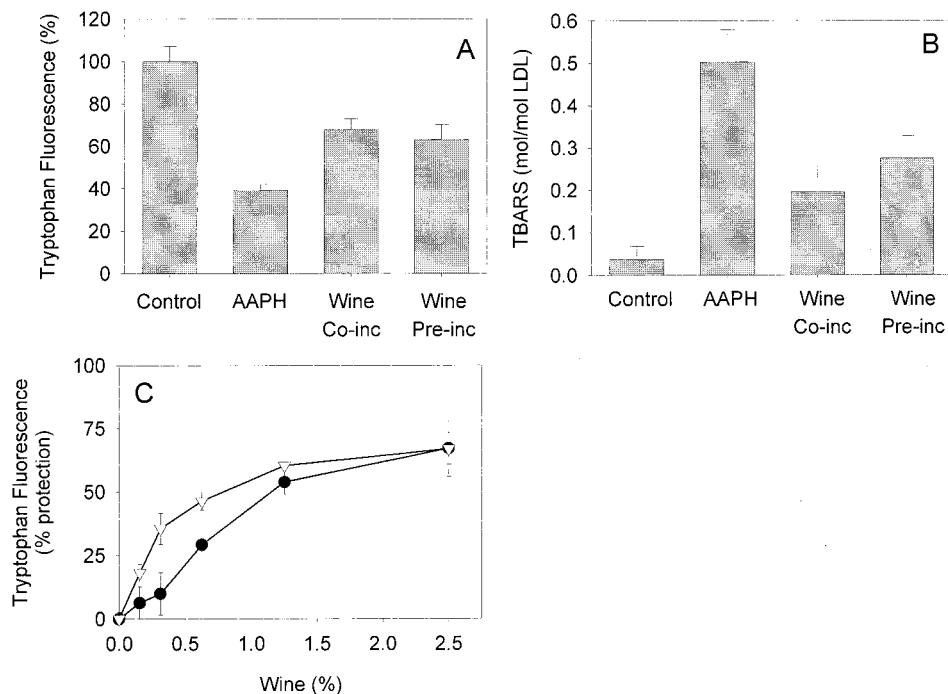 A
Tryptophan Fluorescence (%)
120
100
80
60
40
20
0
Control
AAPH
Wine
Co-inc
Wine
Pre-inc
B
TBARS (mol/mol LDL)
0.6
0.5
0.4
0.3
0.2
0.1
0.0
Control
AAPH
Wine
Co-inc
Wine
Pre-inc
C
Tryptophan Fluorescence
(% protection)
100
75
50
25
0
0.0
0.5
1.0
1.5
2.0
2.5
Wine (%)